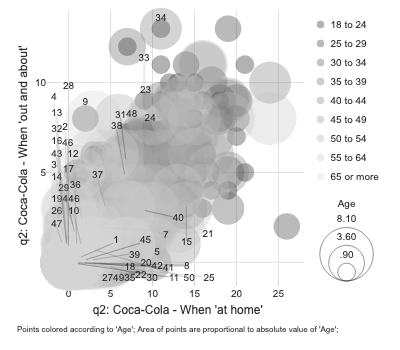 34
33
10
28
23
4
9
13
31 48
24
38
32 2
16 46
43 12
3
17
5
14
37
29 36
19 44 6
40
26 10
47
7
21
1
45
15
5
39
20 42 41
8
18
27 49 35 22 30
11 50 25
0 5 10 15 20 25
q2: Coca-Cola - When 'at home'
q2: Coca-Cola - When 'out and about'
18 to 24
25 to 29
30 to 34
35 to 39
40 to 44
45 to 49
50 to 54
55 to 64
65 or more
Age
8.10
3.60
.90
Points colored according to 'Age'; Area of points are proportional to absolute value of 'Age';